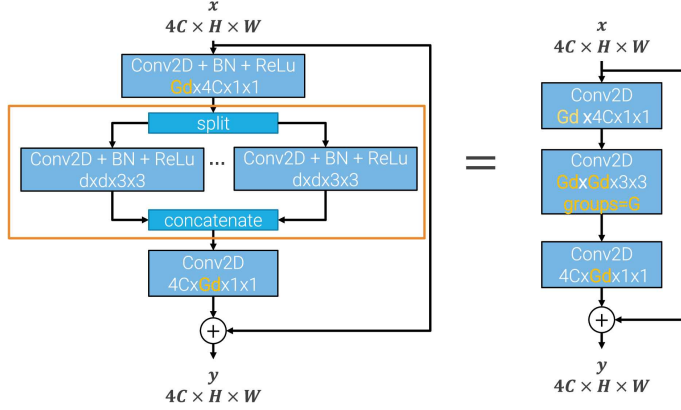 x
4C × H × W
Conv2D + BN + ReLu
Gdx4Cx1x1
split
Conv2D + BN + ReLu
dxdx3x3
...
Conv2D + BN + ReLu
dxdx3x3
concatenate
Conv2D
4CxGdx1x1
+
y
4C × H × W
=
x
4C × H × W
Conv2D
Gd x4Cx1x1
Conv2D
GdxGdx3x3
groups=G
Conv2D
4CxGdx1x1
+
y
4C × H × W